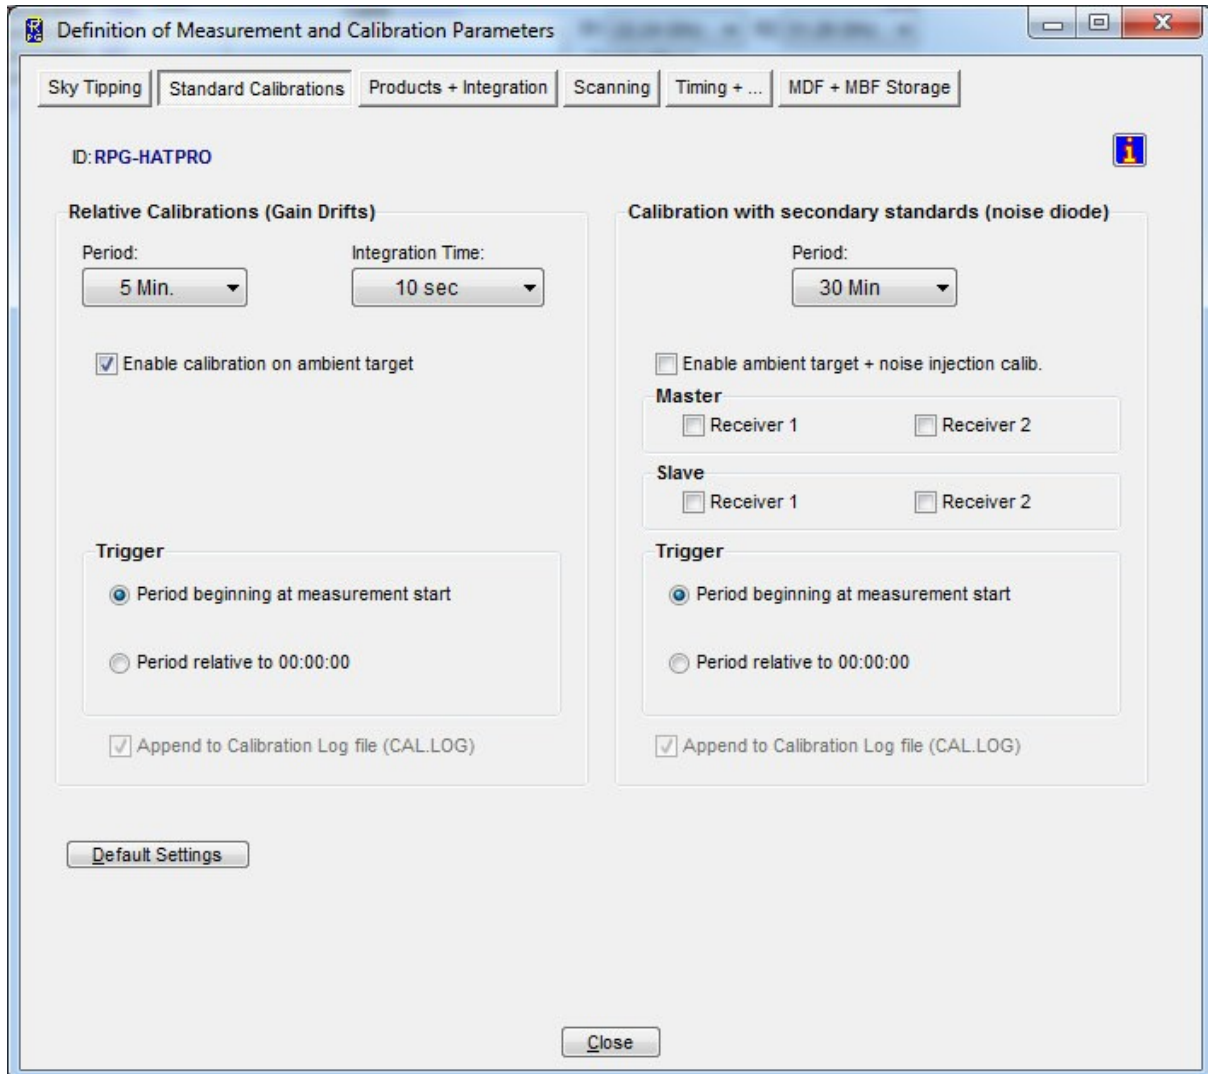 Definition of Measurement and Calibration Parameters
Sky Tipping Standard Calibrations Products + Integration Scanning Timing + ... MDF + MBF Storage
ID: RPG-HATPRO
Relative Calibrations (Gain Drifts)
Period: Integration Time:
5 Min. 10 sec
Enable calibration on ambient target
Trigger
Period beginning at measurement start
Period relative to 00:00:00
Append to Calibration Log file (CAL.LOG)
Calibration with secondary standards (noise diode)
Period:
30 Min
Enable ambient target + noise injection calib.
Master
Receiver 1 Receiver 2
Slave
Receiver 1 Receiver 2
Trigger
Period beginning at measurement start
Period relative to 00:00:00
Append to Calibration Log file (CAL.LOG)
Default Settings
Close